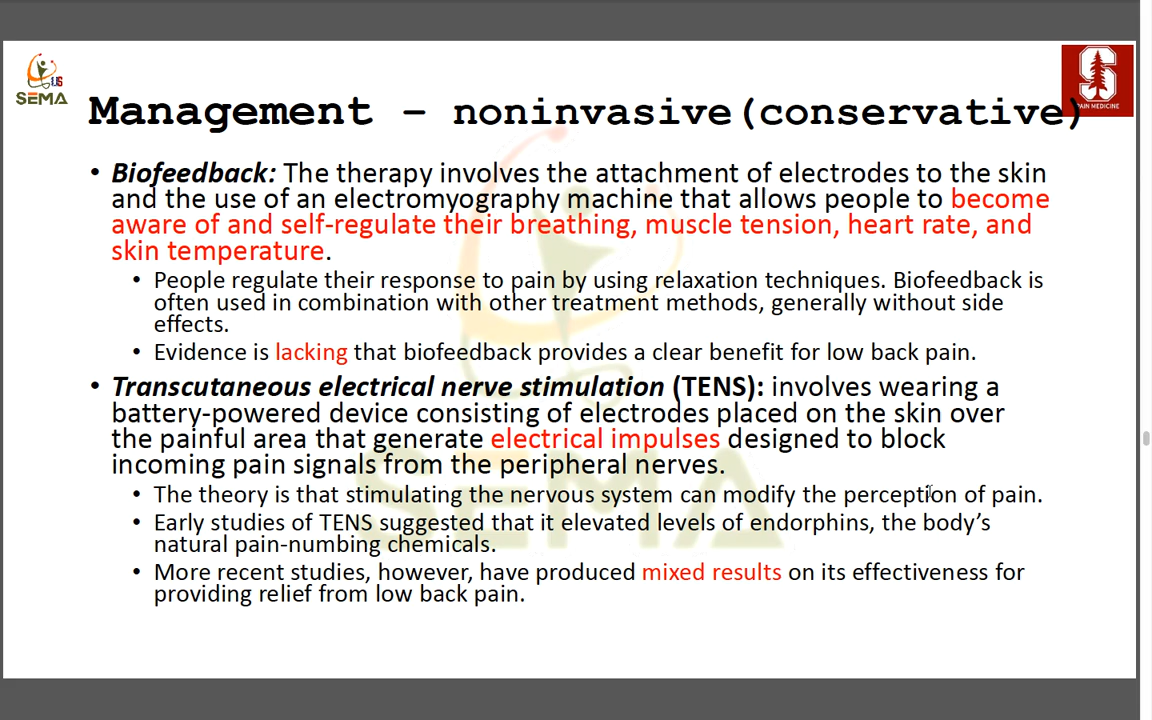 US
SEMA
S
PAIN MEDICINE
Management – noninvasive(conservative)
• Biofeedback: The therapy involves the attachment of electrodes to the skin
and the use of an electromyography machine that allows people to become
aware of and self-regulate their breathing, muscle tension, heart rate, and
skin temperature.
• People regulate their response to pain by using relaxation techniques. Biofeedback is
often used in combination with other treatment methods, generally without side
effects.
• Evidence is lacking that biofeedback provides a clear benefit for low back pain.
• Transcutaneous electrical nerve stimulation (TENS): involves wearing a
battery-powered device consisting of electrodes placed on the skin over
the painful area that generate electrical impulses designed to block
incoming pain signals from the peripheral nerves.
• The theory is that stimulating the nervous system can modify the perception of pain.
• Early studies of TENS suggested that it elevated levels of endorphins, the body’s
natural pain-numbing chemicals.
• More recent studies, however, have produced mixed results on its effectiveness for
providing relief from low back pain.
SEMA